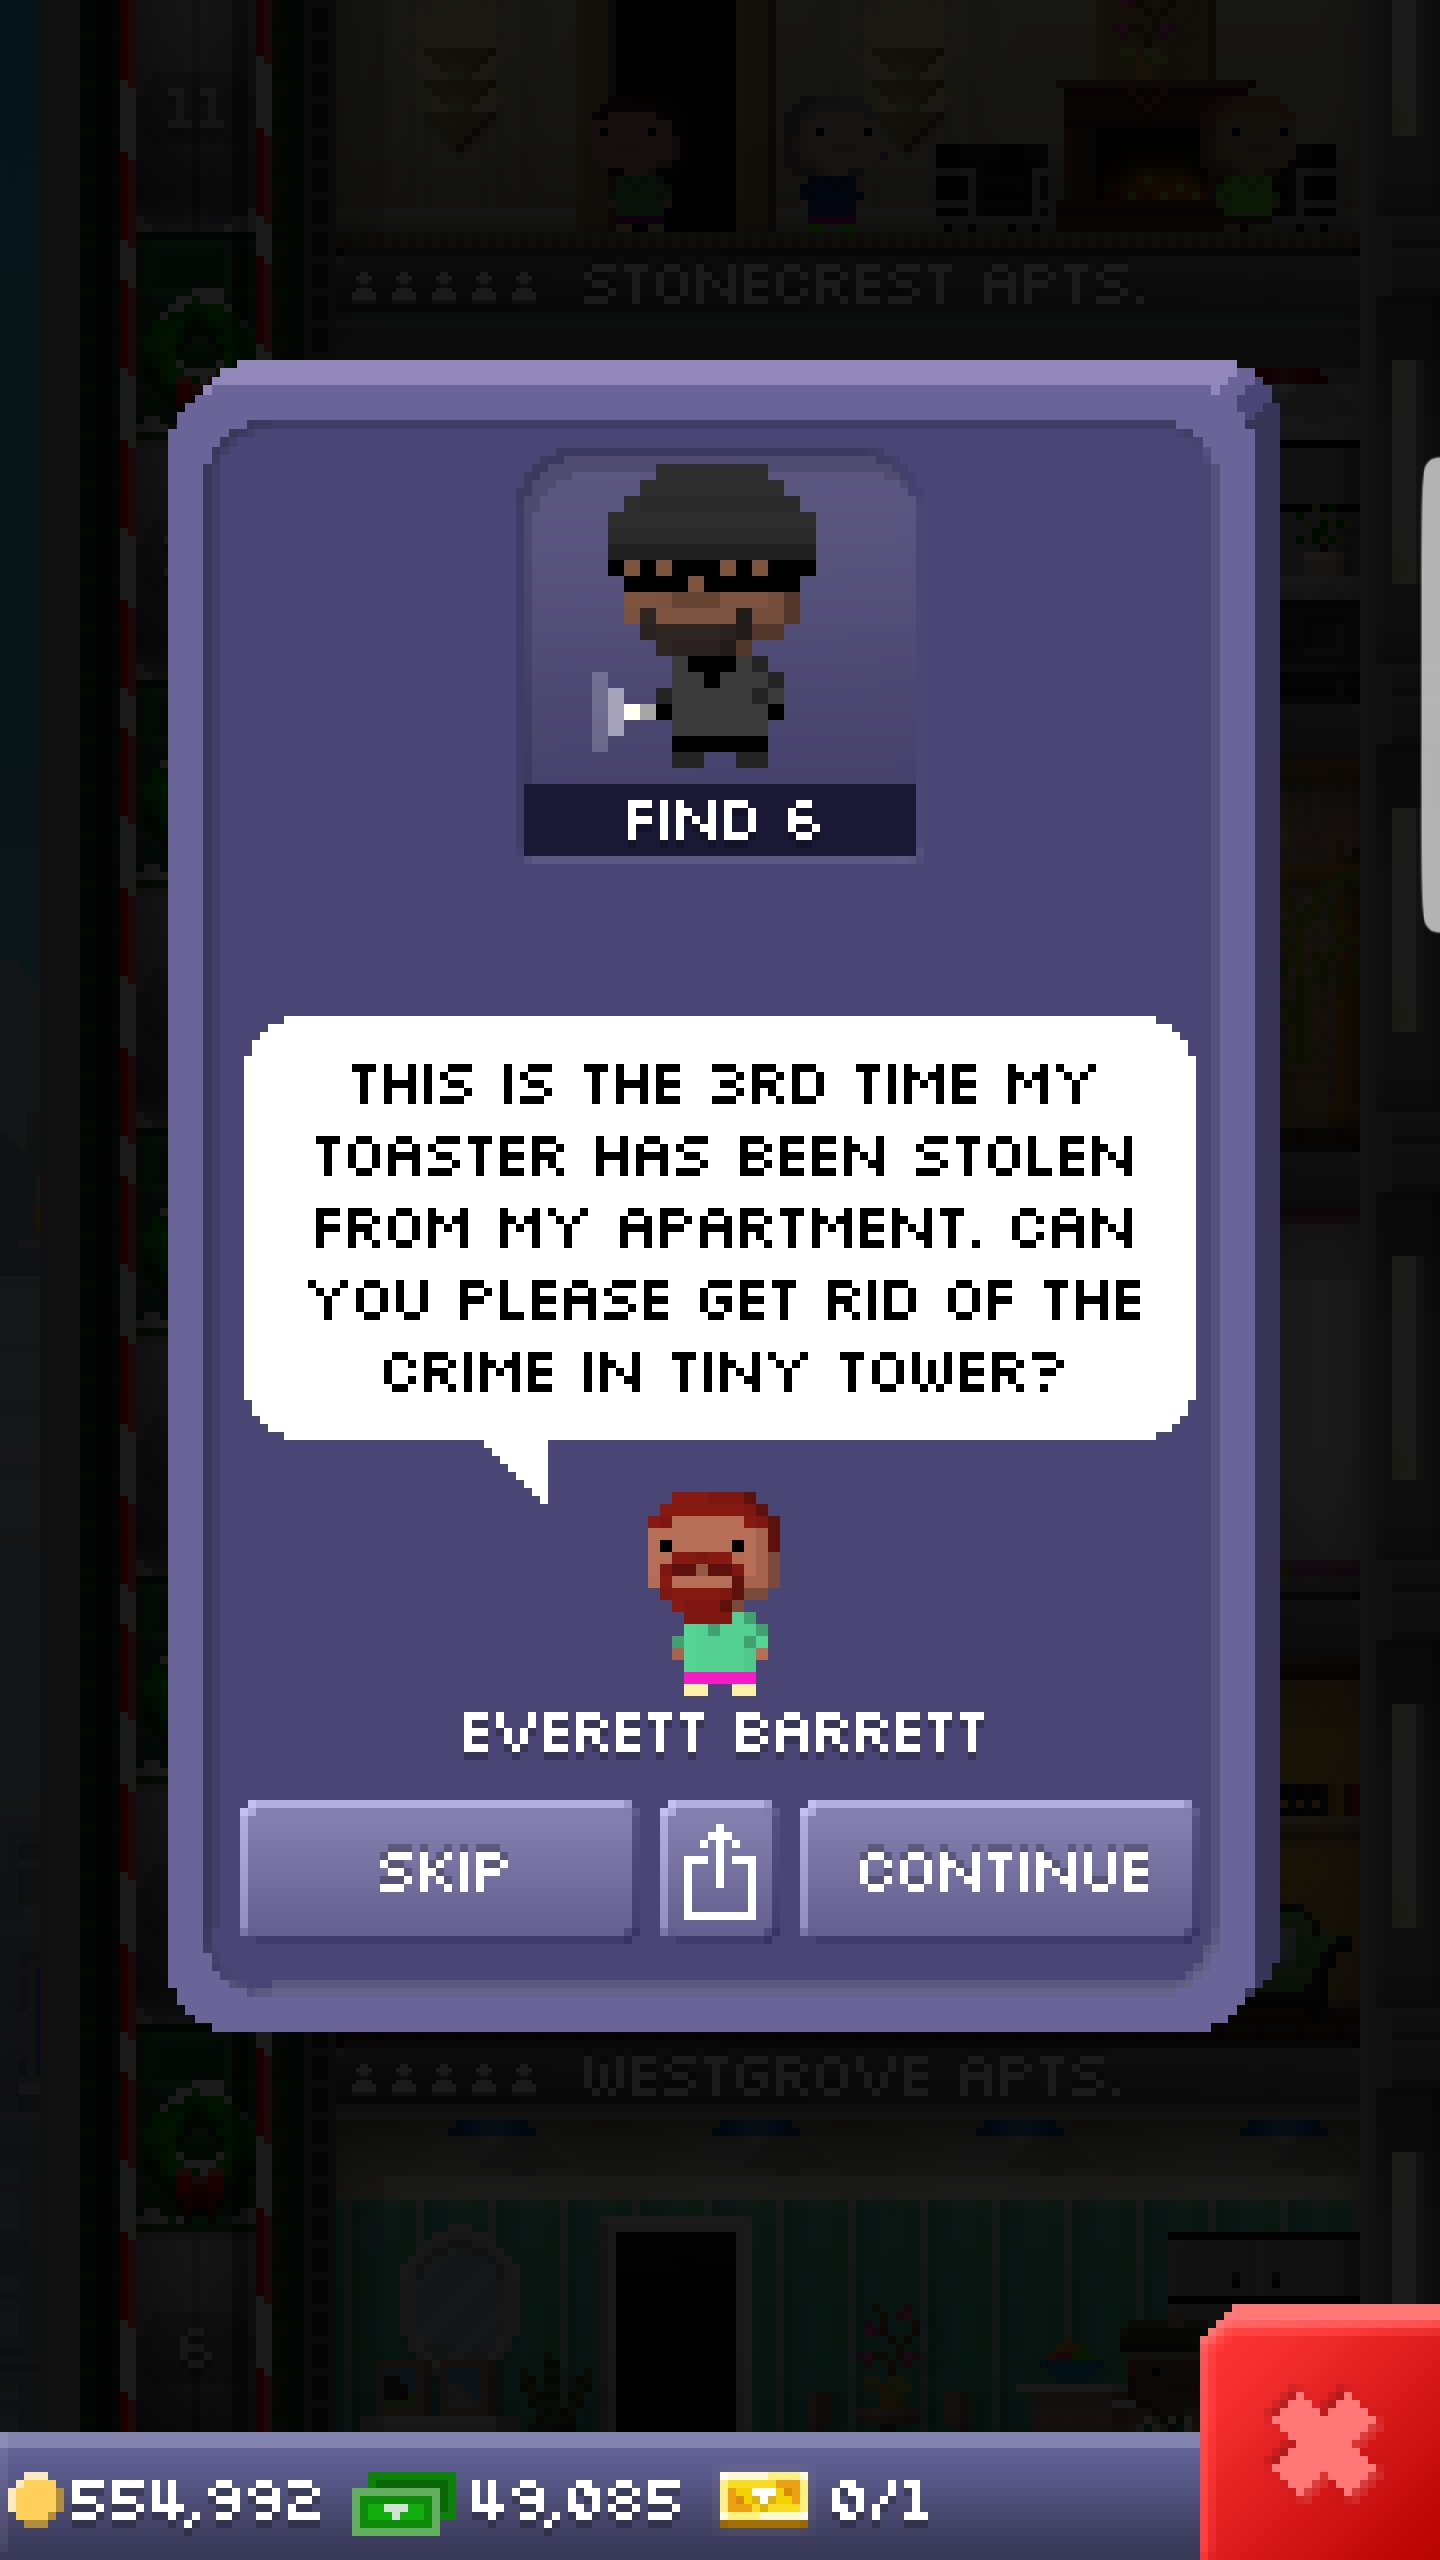 11
STONECREST APTS.
FIND 6
THIS IS THE 3RD TIME MY
TOASTER HAS BEEN STOLEN
FROM MY APARTMENT. CAN
YOU PLEASE GET RID OF THE
CRIME IN TINY TOWER?
EVERETT BARRETT
SKIP
CONTINUE
WESTGROVE APTS.
6
554,992
49,085
0/1